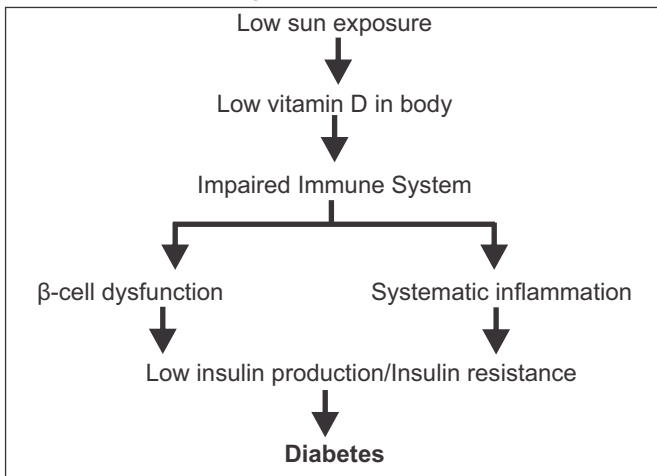 Low sun exposure
Low vitamin D in body
Impaired Immune System
β-cell dysfunction
Systematic inflammation
Low insulin production/Insulin resistance
Diabetes